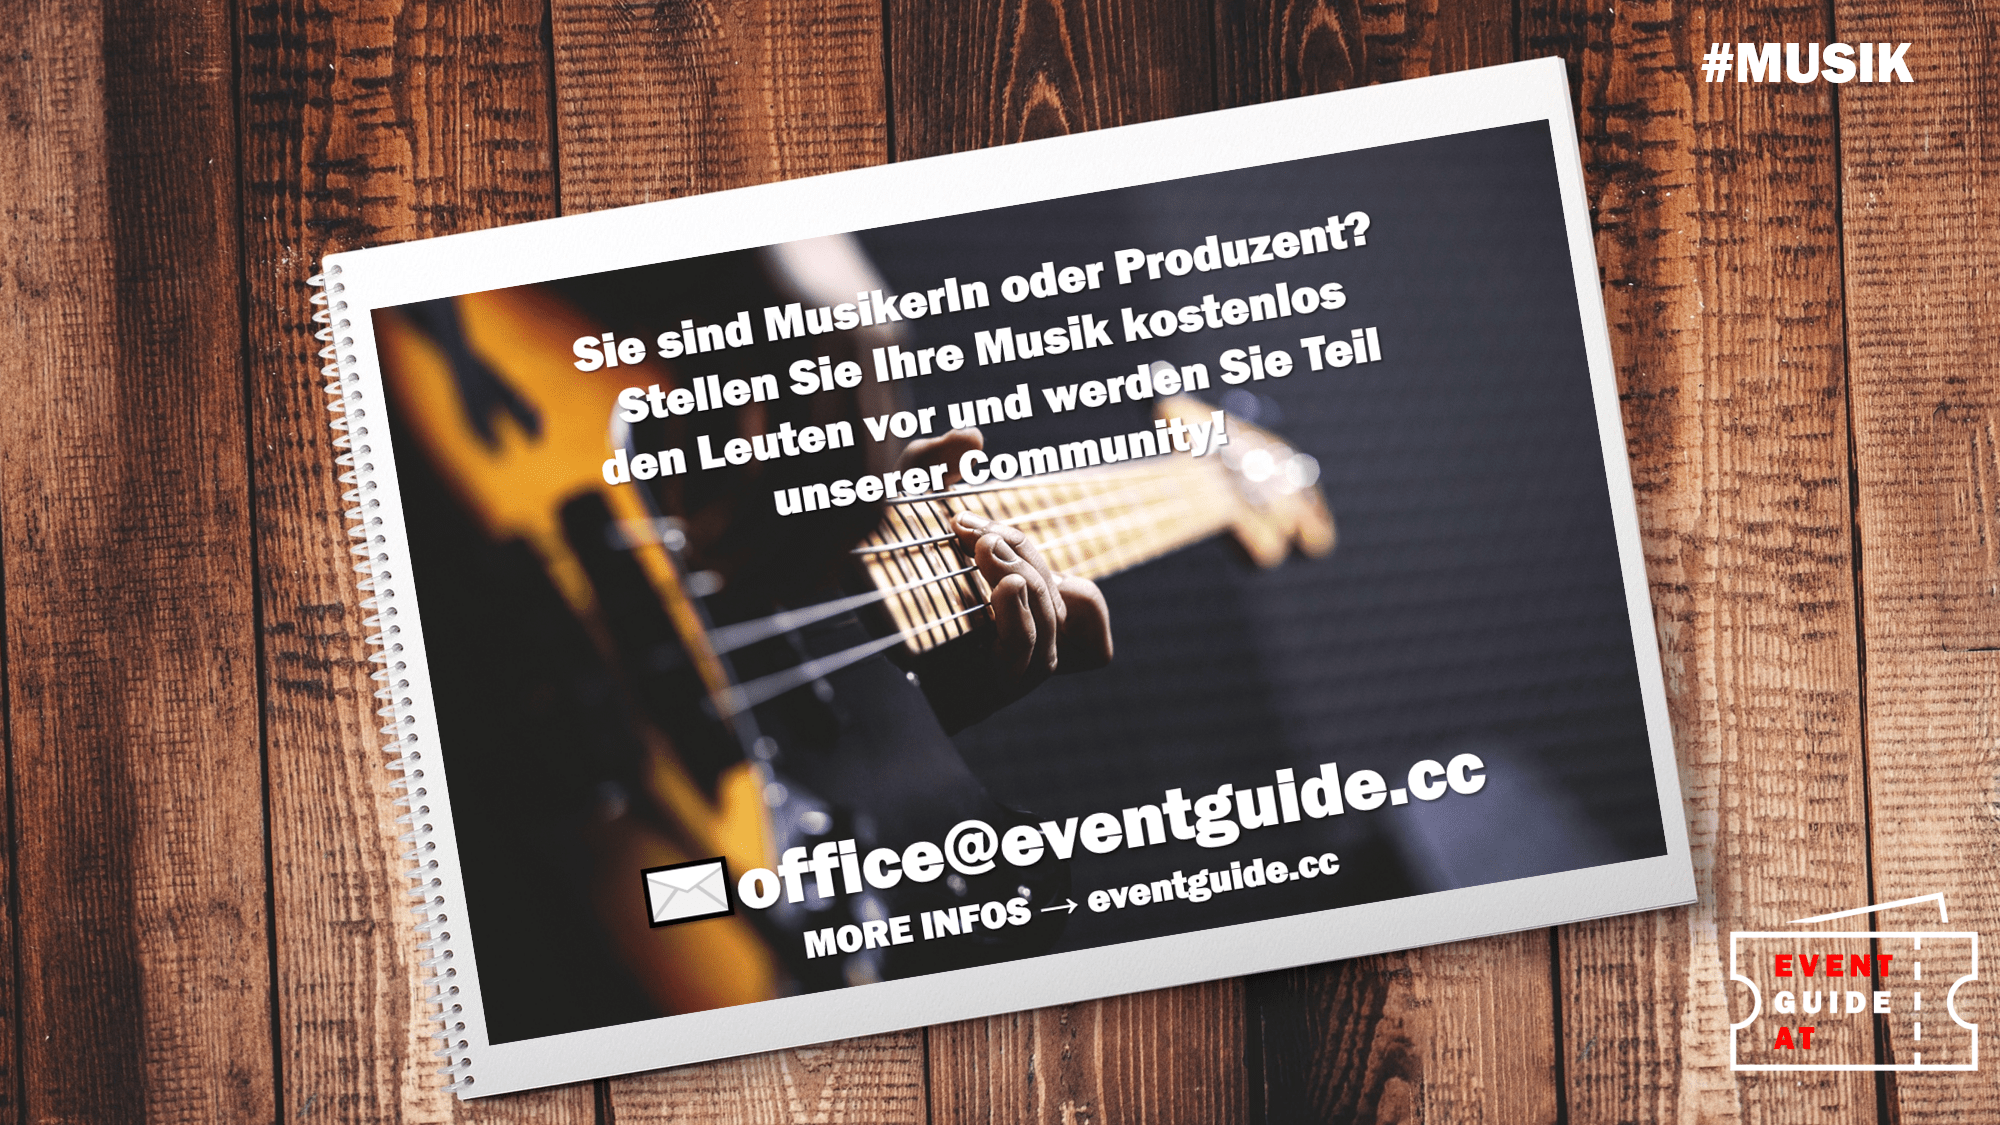 #MUSIK
Sie sind MusikerIn oder Produzent?
Stellen Sie Ihre Musik kostenlos
den Leuten vor und werden Sie Teil
unserer Community!
office@eventguide.cc
MORE INFOS → eventguide.cc
EVENT
GUIDE
AT